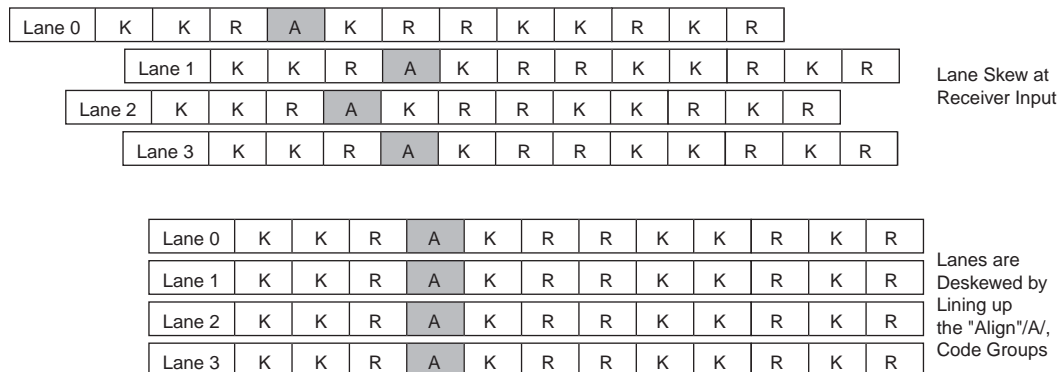 Lane 0 K K R A K R R K K R K R
Lane 1 K K R A K R R K K R K R
Lane 2 K K R A K R R K K R K R
Lane 3 K K R A K R R K K R K R
Lane Skew at
Receiver Input
Lane 0 K K R A K R R K K R K R
Lane 1 K K R A K R R K K R K R
Lane 2 K K R A K R R K K R K R
Lane 3 K K R A K R R K K R K R
Lanes are
Deskewed by
Lining up
the "Align"/A/,
Code Groups